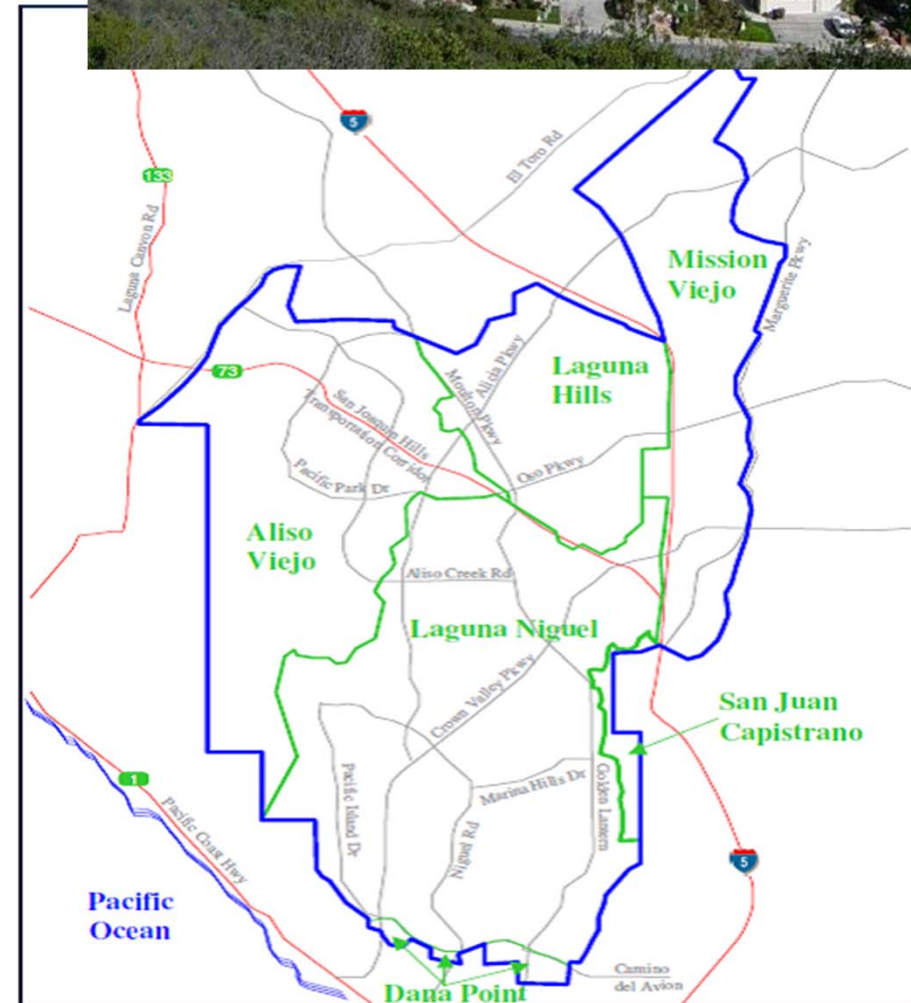 5
El Toro Rd
133
Laguna Canyon Rd
Mission
Viejo
Marguerite Pkwy
73
Laguna
Hills
Alicia Pkwy
Moulton Pkwy
San Joaquin Hills
Transportation Corridor
Oso Pkwy
Pacific Park Dr
Aliso
Viejo
Aliso Creek Rd
Laguna Niguel
Crown Valley Pkwy
San Juan
Capistrano
1
Pacific Coast Hwy
Pacific Island Dr
Marina Hills Dr
Golden Lantern
Niguel Rd
5
Pacific
Ocean
Camino
del Avion
Dana Point